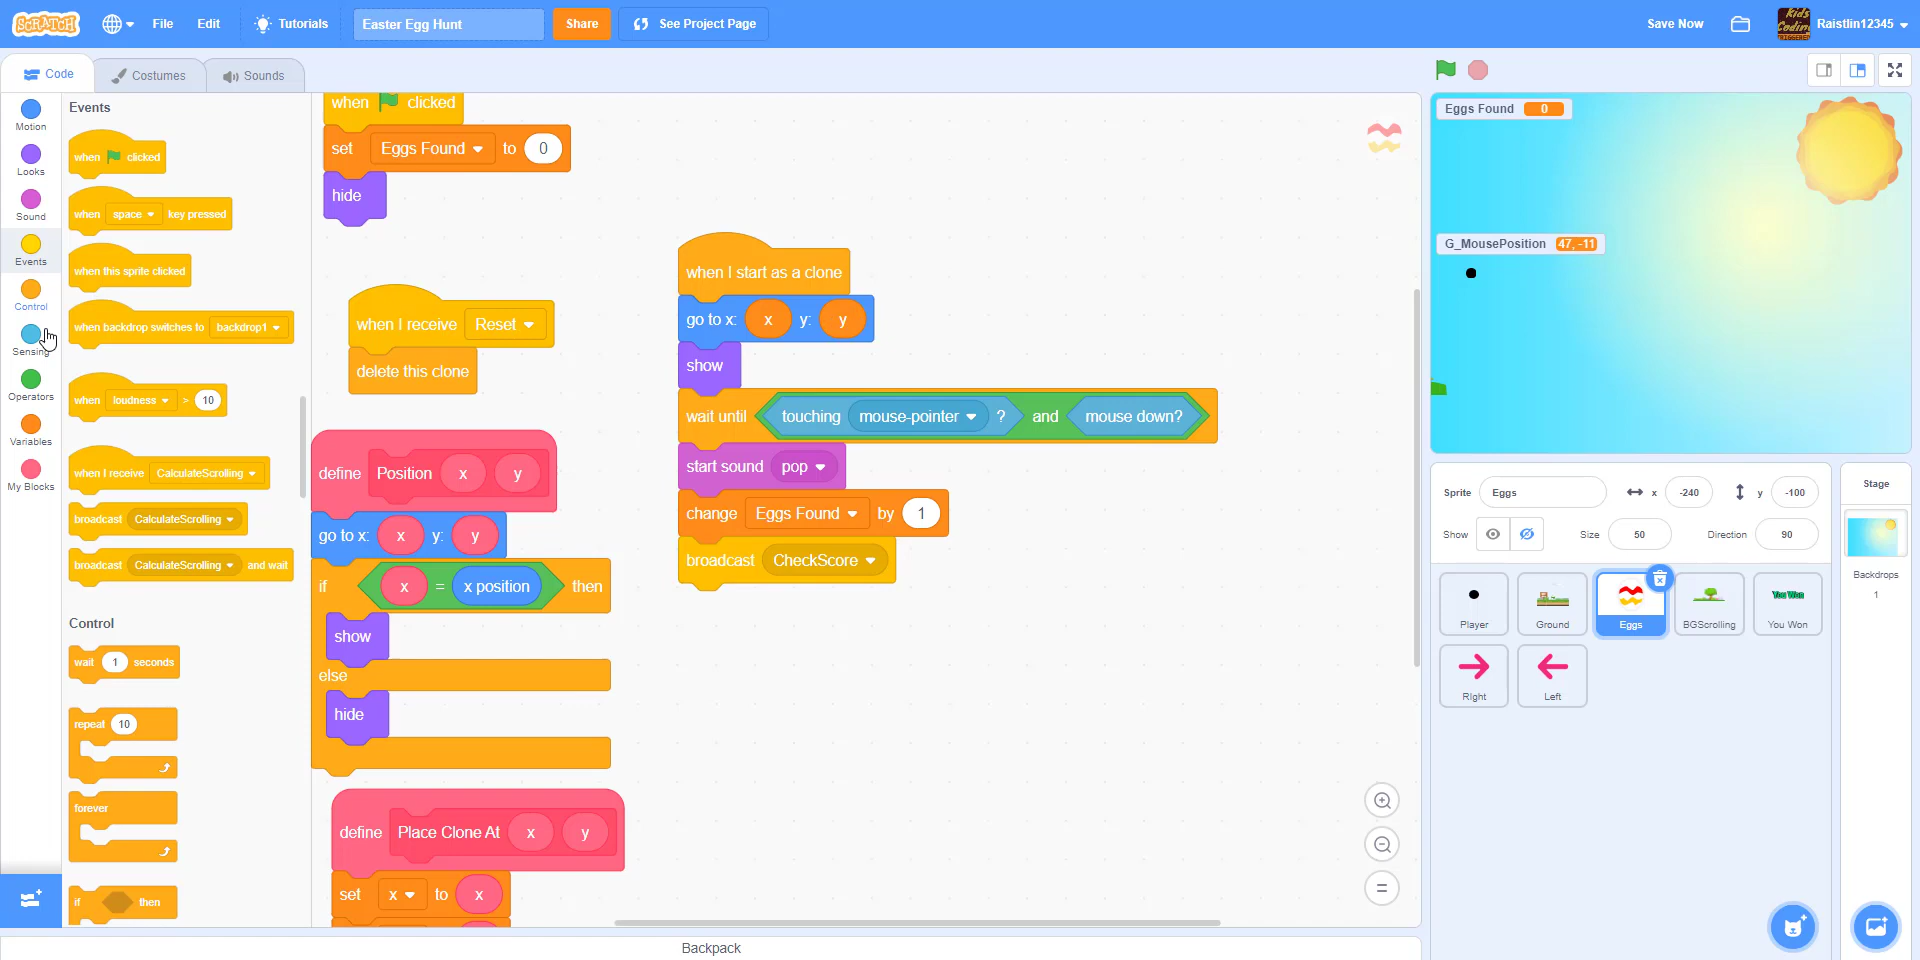 SCRATCH File Edit Tutorials Easter Egg Hunt Share See Project Page Save Now Raistlin12345
Code Costumes Sounds
Motion
Looks
Sound
Events
Control
Sensing
Operators
Variables
My Blocks
Events
when clicked
when space key pressed
when this sprite clicked
when backdrop switches to backdrop1
when loudness > 10
when I receive CalculateScrolling
broadcast CalculateScrolling
broadcast CalculateScrolling and wait
Control
wait 1 seconds
repeat 10
forever
if then
when clicked
set Eggs Found to 0
hide
when I receive Reset
delete this clone
define Position x y
go to x: x y: y
if x = x position then
show
else
hide
define Place Clone At x y
set x to x
when I start as a clone
go to x: x y: y
show
wait until touching mouse-pointer ? and mouse down?
start sound pop
change Eggs Found by 1
broadcast CheckScore
Backpack
Eggs Found 0
G_MousePosition 47, -11
Sprite Eggs x -240 y -100
Show Size 50 Direction 90
Player Ground Eggs BGScrolling You Won You Won
Right Left
Stage
Backdrops
1